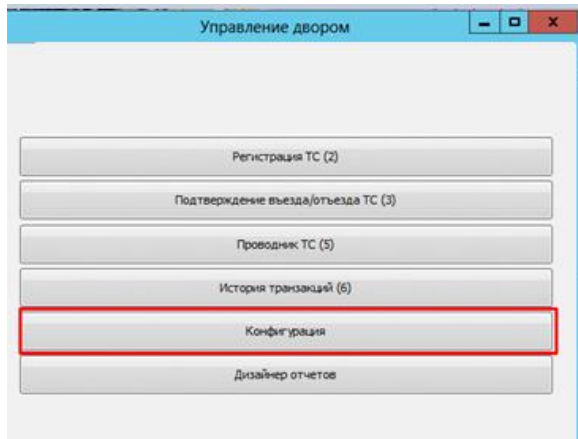 Управление двором
Регистрация ТС (2)
Подтверждение въезда/отъезда ТС (3)
Проводник ТС (5)
История транзакций (6)
Конфигурация
Дизайнер отчетов